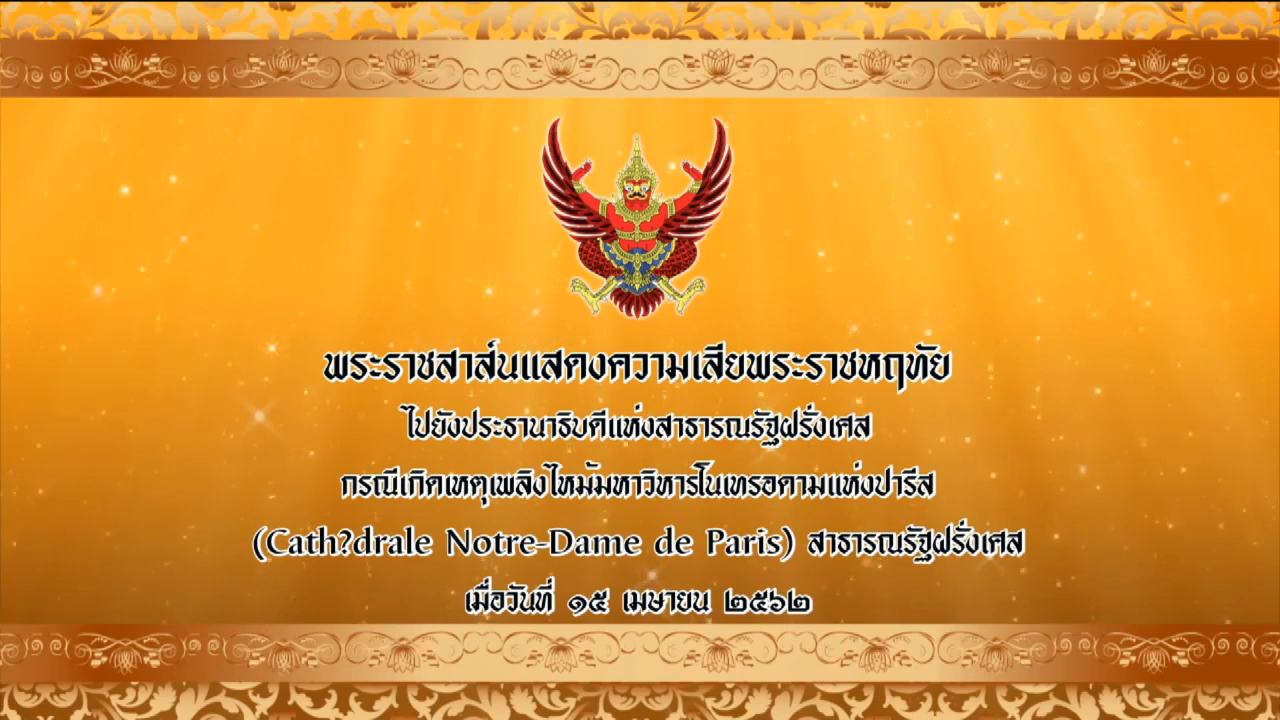 พระราชสาส์นแสดงความเสียพระราชหฤทัย
ไปยังประธานาธิบดีแห่งสาธารณรัฐฝรั่งเศส
กรณีเกิดเหตุเพลิงไหม้มหาวิหารโนเทรอดามแห่งปารีส
(Cath?drale Notre-Dame de Paris) สาธารณรัฐฝรั่งเศส
เมื่อวันที่ ๑๕ เมษายน ๒๕๖๒